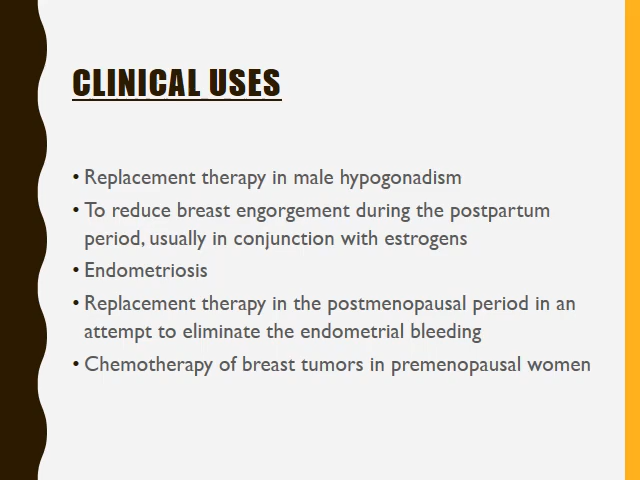 CLINICAL USES
• Replacement therapy in male hypogonadism
• To reduce breast engorgement during the postpartum
period, usually in conjunction with estrogens
• Endometriosis
• Replacement therapy in the postmenopausal period in an
attempt to eliminate the endometrial bleeding
• Chemotherapy of breast tumors in premenopausal women